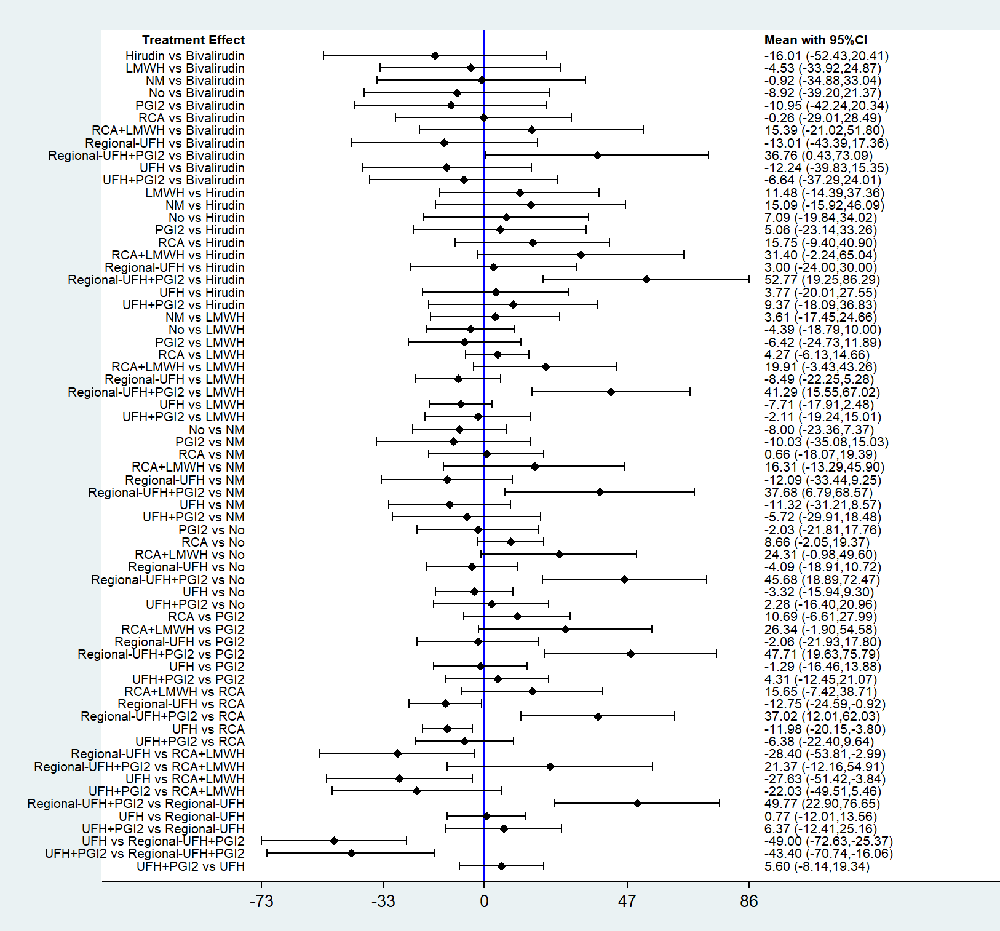 Treatment Effect Mean with 95%CI
Hirudin vs Bivalirudin -16.01 (-52.43,20.41)
LMWH vs Bivalirudin -4.53 (-33.92,24.87)
NM vs Bivalirudin -0.92 (-34.88,33.04)
No vs Bivalirudin -8.92 (-39.20,21.37)
PGI2 vs Bivalirudin -10.95 (-42.24,20.34)
RCA vs Bivalirudin -0.26 (-29.01,28.49)
RCA+LMWH vs Bivalirudin 15.39 (-21.02,51.80)
Regional-UFH vs Bivalirudin -13.01 (-43.39,17.36)
Regional-UFH+PGI2 vs Bivalirudin 36.76 (0.43,73.09)
UFH vs Bivalirudin -12.24 (-39.83,15.35)
UFH+PGI2 vs Bivalirudin -6.64 (-37.29,24.01)
LMWH vs Hirudin 11.48 (-14.39,37.36)
NM vs Hirudin 15.09 (-15.92,46.09)
No vs Hirudin 7.09 (-19.84,34.02)
PGI2 vs Hirudin 5.06 (-23.14,33.26)
RCA vs Hirudin 15.75 (-9.40,40.90)
RCA+LMWH vs Hirudin 31.40 (-2.24,65.04)
Regional-UFH vs Hirudin 3.00 (-24.00,30.00)
Regional-UFH+PGI2 vs Hirudin 52.77 (19.25,86.29)
UFH vs Hirudin 3.77 (-20.01,27.55)
UFH+PGI2 vs Hirudin 9.37 (-18.09,36.83)
NM vs LMWH 3.61 (-17.45,24.66)
No vs LMWH -4.39 (-18.79,10.00)
PGI2 vs LMWH -6.42 (-24.73,11.89)
RCA vs LMWH 4.27 (-6.13,14.66)
RCA+LMWH vs LMWH 19.91 (-3.43,43.26)
Regional-UFH vs LMWH -8.49 (-22.25,5.28)
Regional-UFH+PGI2 vs LMWH 41.29 (15.55,67.02)
UFH vs LMWH -7.71 (-17.91,2.48)
UFH+PGI2 vs LMWH -2.11 (-19.24,15.01)
No vs NM -8.00 (-23.36,7.37)
PGI2 vs NM -10.03 (-35.08,15.03)
RCA vs NM 0.66 (-18.07,19.39)
RCA+LMWH vs NM 16.31 (-13.29,45.90)
Regional-UFH vs NM -12.09 (-33.44,9.25)
Regional-UFH+PGI2 vs NM 37.68 (6.79,68.57)
UFH vs NM -11.32 (-31.21,8.57)
UFH+PGI2 vs NM -5.72 (-29.91,18.48)
PGI2 vs No -2.03 (-21.81,17.76)
RCA vs No 8.66 (-2.05,19.37)
RCA+LMWH vs No 24.31 (-0.98,49.60)
Regional-UFH vs No -4.09 (-18.91,10.72)
Regional-UFH+PGI2 vs No 45.68 (18.89,72.47)
UFH vs No -3.32 (-15.94,9.30)
UFH+PGI2 vs No 2.28 (-16.40,20.96)
RCA vs PGI2 10.69 (-6.61,27.99)
RCA+LMWH vs PGI2 26.34 (-1.90,54.58)
Regional-UFH vs PGI2 -2.06 (-21.93,17.80)
Regional-UFH+PGI2 vs PGI2 47.71 (19.63,75.79)
UFH vs PGI2 -1.29 (-16.46,13.88)
UFH+PGI2 vs PGI2 4.31 (-12.45,21.07)
RCA+LMWH vs RCA 15.65 (-7.42,38.71)
Regional-UFH vs RCA -12.75 (-24.59,-0.92)
Regional-UFH+PGI2 vs RCA 37.02 (12.01,62.03)
UFH vs RCA -11.98 (-20.15,-3.80)
UFH+PGI2 vs RCA -6.38 (-22.40,9.64)
Regional-UFH vs RCA+LMWH -28.40 (-53.81,-2.99)
Regional-UFH+PGI2 vs RCA+LMWH 21.37 (-12.16,54.91)
UFH vs RCA+LMWH -27.63 (-51.42,-3.84)
UFH+PGI2 vs RCA+LMWH -22.03 (-49.51,5.46)
Regional-UFH+PGI2 vs Regional-UFH 49.77 (22.90,76.65)
UFH vs Regional-UFH 0.77 (-12.01,13.56)
UFH+PGI2 vs Regional-UFH 6.37 (-12.41,25.16)
UFH vs Regional-UFH+PGI2 -49.00 (-72.63,-25.37)
UFH+PGI2 vs Regional-UFH+PGI2 -43.40 (-70.74,-16.06)
UFH+PGI2 vs UFH 5.60 (-8.14,19.34)
-73 -33 0 47 86